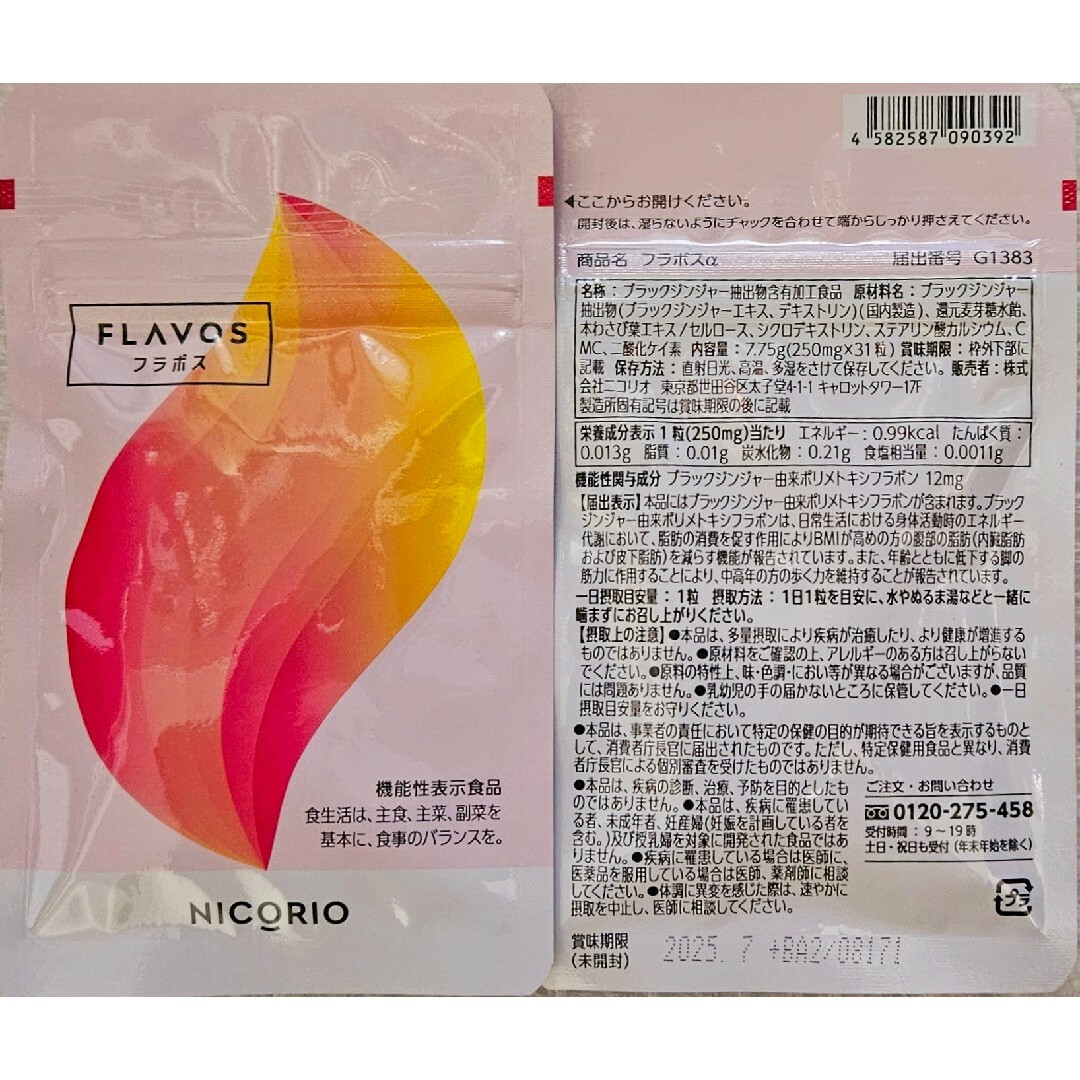 FLAVOS
フラボス
機能性表示食品
食生活は、主食、主菜、副菜を
基本に、食事のバランスを。
NICORIO
4 582587 090392
◀ここからお開けください。
開封後は、湿らないようにチャックを合わせて端からしっかり押さえてください。
商品名 フラボスα 届出番号 G1383
名称：ブラックジンジャー抽出物含有加工食品 原材料名：ブラックジンジャー
抽出物(ブラックジンジャーエキス、デキストリン)(国内製造)、還元麦芽糖水飴、
本わさび葉エキス/セルロース、シクロデキストリン、ステアリン酸カルシウム、C
MC、二酸化ケイ素 内容量：7.75g(250mg×31粒) 賞味期限：枠外下部に
記載 保存方法：直射日光、高温、多湿をさけて保存してください。販売者：株式
会社ニコリオ 東京都世田谷区太子堂4-1-1 キャロットタワー17F
製造所固有記号は賞味期限の後に記載
栄養成分表示 1粒(250mg)当たり エネルギー：0.99kcal たんぱく質：
0.013g 脂質：0.01g 炭水化物：0.21g 食塩相当量：0.0011g
機能性関与成分 ブラックジンジャー由来ポリメトキシフラボン 12mg
【届出表示】本品にはブラックジンジャー由来ポリメトキシフラボンが含まれます。ブラック
ジンジャー由来ポリメトキシフラボンは、日常生活における身体活動時のエネルギー
代謝において、脂肪の消費を促す作用によりBMIが高めの方の腹部の脂肪(内臓脂肪
および皮下脂肪)を減らす機能が報告されています。また、年齢とともに低下する脚の
筋力に作用することにより、中高年の方の歩く力を維持することが報告されています。
一日摂取目安量：1粒 摂取方法：1日1粒を目安に、水やぬるま湯などと一緒に
噛まずにお召し上がりください。
【摂取上の注意】●本品は、多量摂取により疾病が治癒したり、より健康が増進する
ものではありません。●原材料をご確認の上、アレルギーのある方は召し上がらない
でください。●原料の特性上、味・色調・におい等が異なる場合がございますが、品質
には問題ありません。●乳幼児の手の届かないところに保管してください。●一日
摂取目安量をお守りください。
●本品は、事業者の責任において特定の保健の目的が期待できる旨を表示するものと
して、消費者庁長官に届出されたものです。ただし、特定保健用食品と異なり、消費
者庁長官による個別審査を受けたものではありません。
●本品は、疾病の診断、治療、予防を目的としたも
のではありません。●本品は、疾病に罹患してい
る者、未成年者、妊産婦(妊娠を計画している者を
含む。)及び授乳婦を対象に開発された食品ではあ
りません。●疾病に罹患している場合は医師に、
医薬品を服用している場合は医師、薬剤師に相談
してください。●体調に異変を感じた際は、速やかに
摂取を中止し、医師に相談してください。
ご注文・お問い合わせ
0120-275-458
受付時間：9～19時
土日・祝日も受付(年末年始を除く)
プラ
賞味期限
(未開封)
2025. 7 +BA2/08171